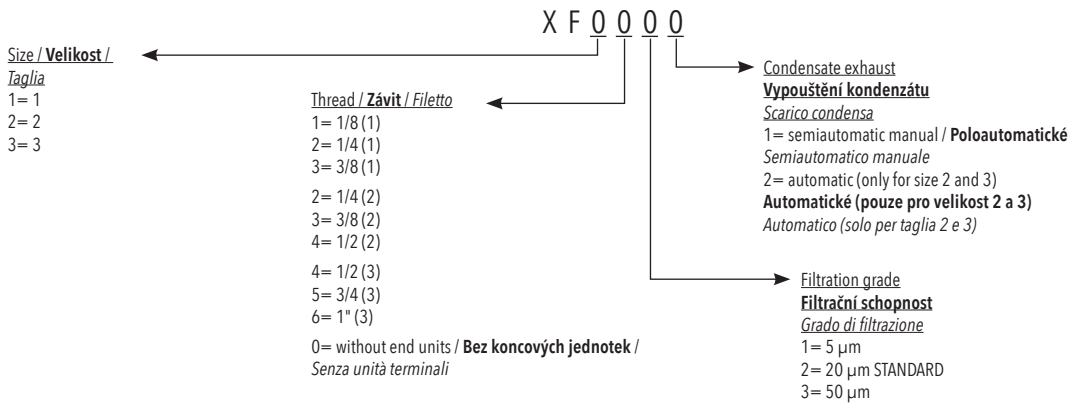 X F 0 0 0 0
Size / Velikost /
Taglia
1= 1
2= 2
3= 3
Thread / Závit / Filetto
1= 1/8 (1)
2= 1/4 (1)
3= 3/8 (1)
2= 1/4 (2)
3= 3/8 (2)
4= 1/2 (2)
4= 1/2 (3)
5= 3/4 (3)
6= 1" (3)
0= without end units / Bez koncových jednotek /
Senza unità terminali
Condensate exhaust
Vypouštění kondenzátu
Scarico condensa
1= semiautomatic manual / Poloautomatické
Semiautomatico manuale
2= automatic (only for size 2 and 3)
Automatické (pouze pro velikost 2 a 3)
Automatico (solo per taglia 2 e 3)
Filtration grade
Filtrační schopnost
Grado di filtrazione
1= 5 µm
2= 20 µm STANDARD
3= 50 µm